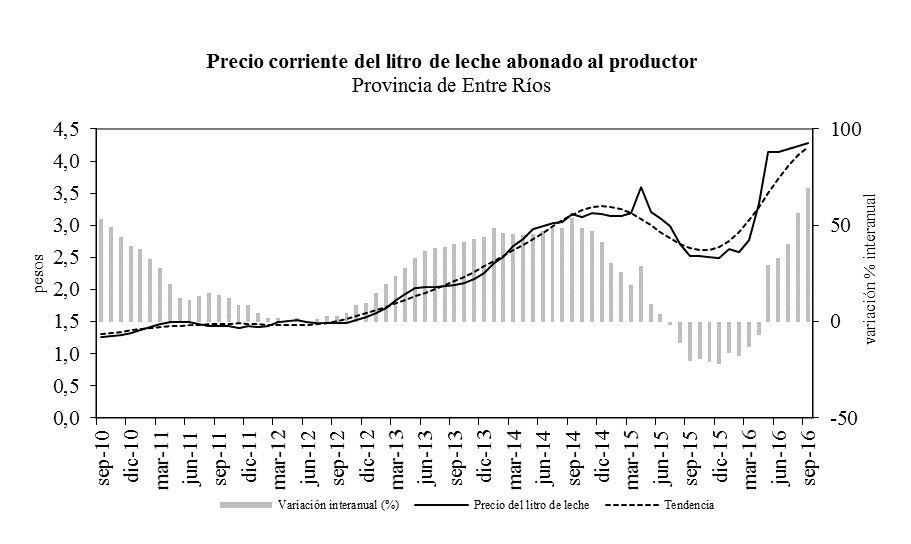 Precio corriente del litro de leche abonado al productor
Provincia de Entre Ríos
4,5
4,0
3,5
3,0
2,5
2,0
1,5
1,0
0,5
0,0
pesos
100
50
0
-50
variación % interanual
sep-10
dic-10
mar-11
jun-11
sep-11
dic-11
mar-12
jun-12
sep-12
dic-12
mar-13
jun-13
sep-13
dic-13
mar-14
jun-14
sep-14
dic-14
mar-15
jun-15
sep-15
dic-15
mar-16
jun-16
sep-16
Variación interanual (%)
Precio del litro de leche
Tendencia